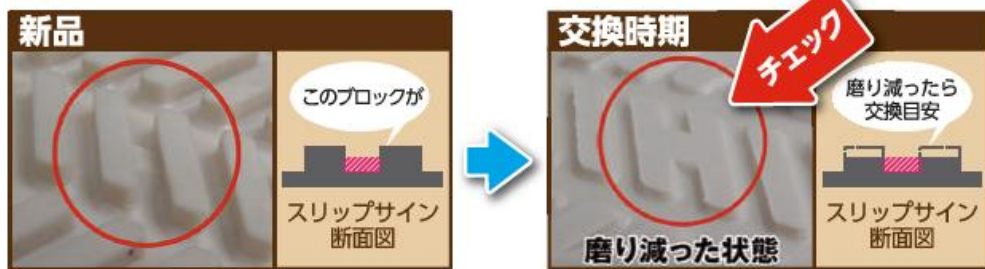 新品
このブロックが
スリップサイン
断面図
交換時期
チェック
磨り減ったら
交換目安
スリップサイン
断面図
磨り減った状態